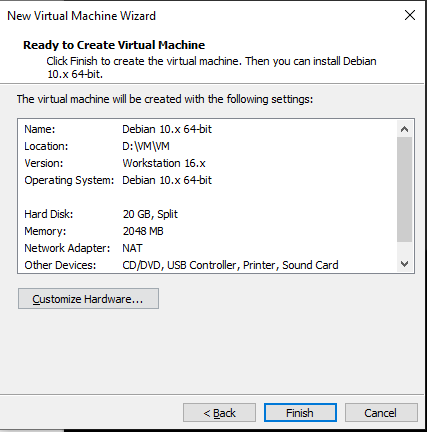 New Virtual Machine Wizard
Ready to Create Virtual Machine
Click Finish to create the virtual machine. Then you can install Debian
10.x 64-bit.
The virtual machine will be created with the following settings:
Name: Debian 10.x 64-bit
Location: D:\VM\VM
Version: Workstation 16.x
Operating System: Debian 10.x 64-bit
Hard Disk: 20 GB, Split
Memory: 2048 MB
Network Adapter: NAT
Other Devices: CD/DVD, USB Controller, Printer, Sound Card
Customize Hardware...
< Back
Finish
Cancel